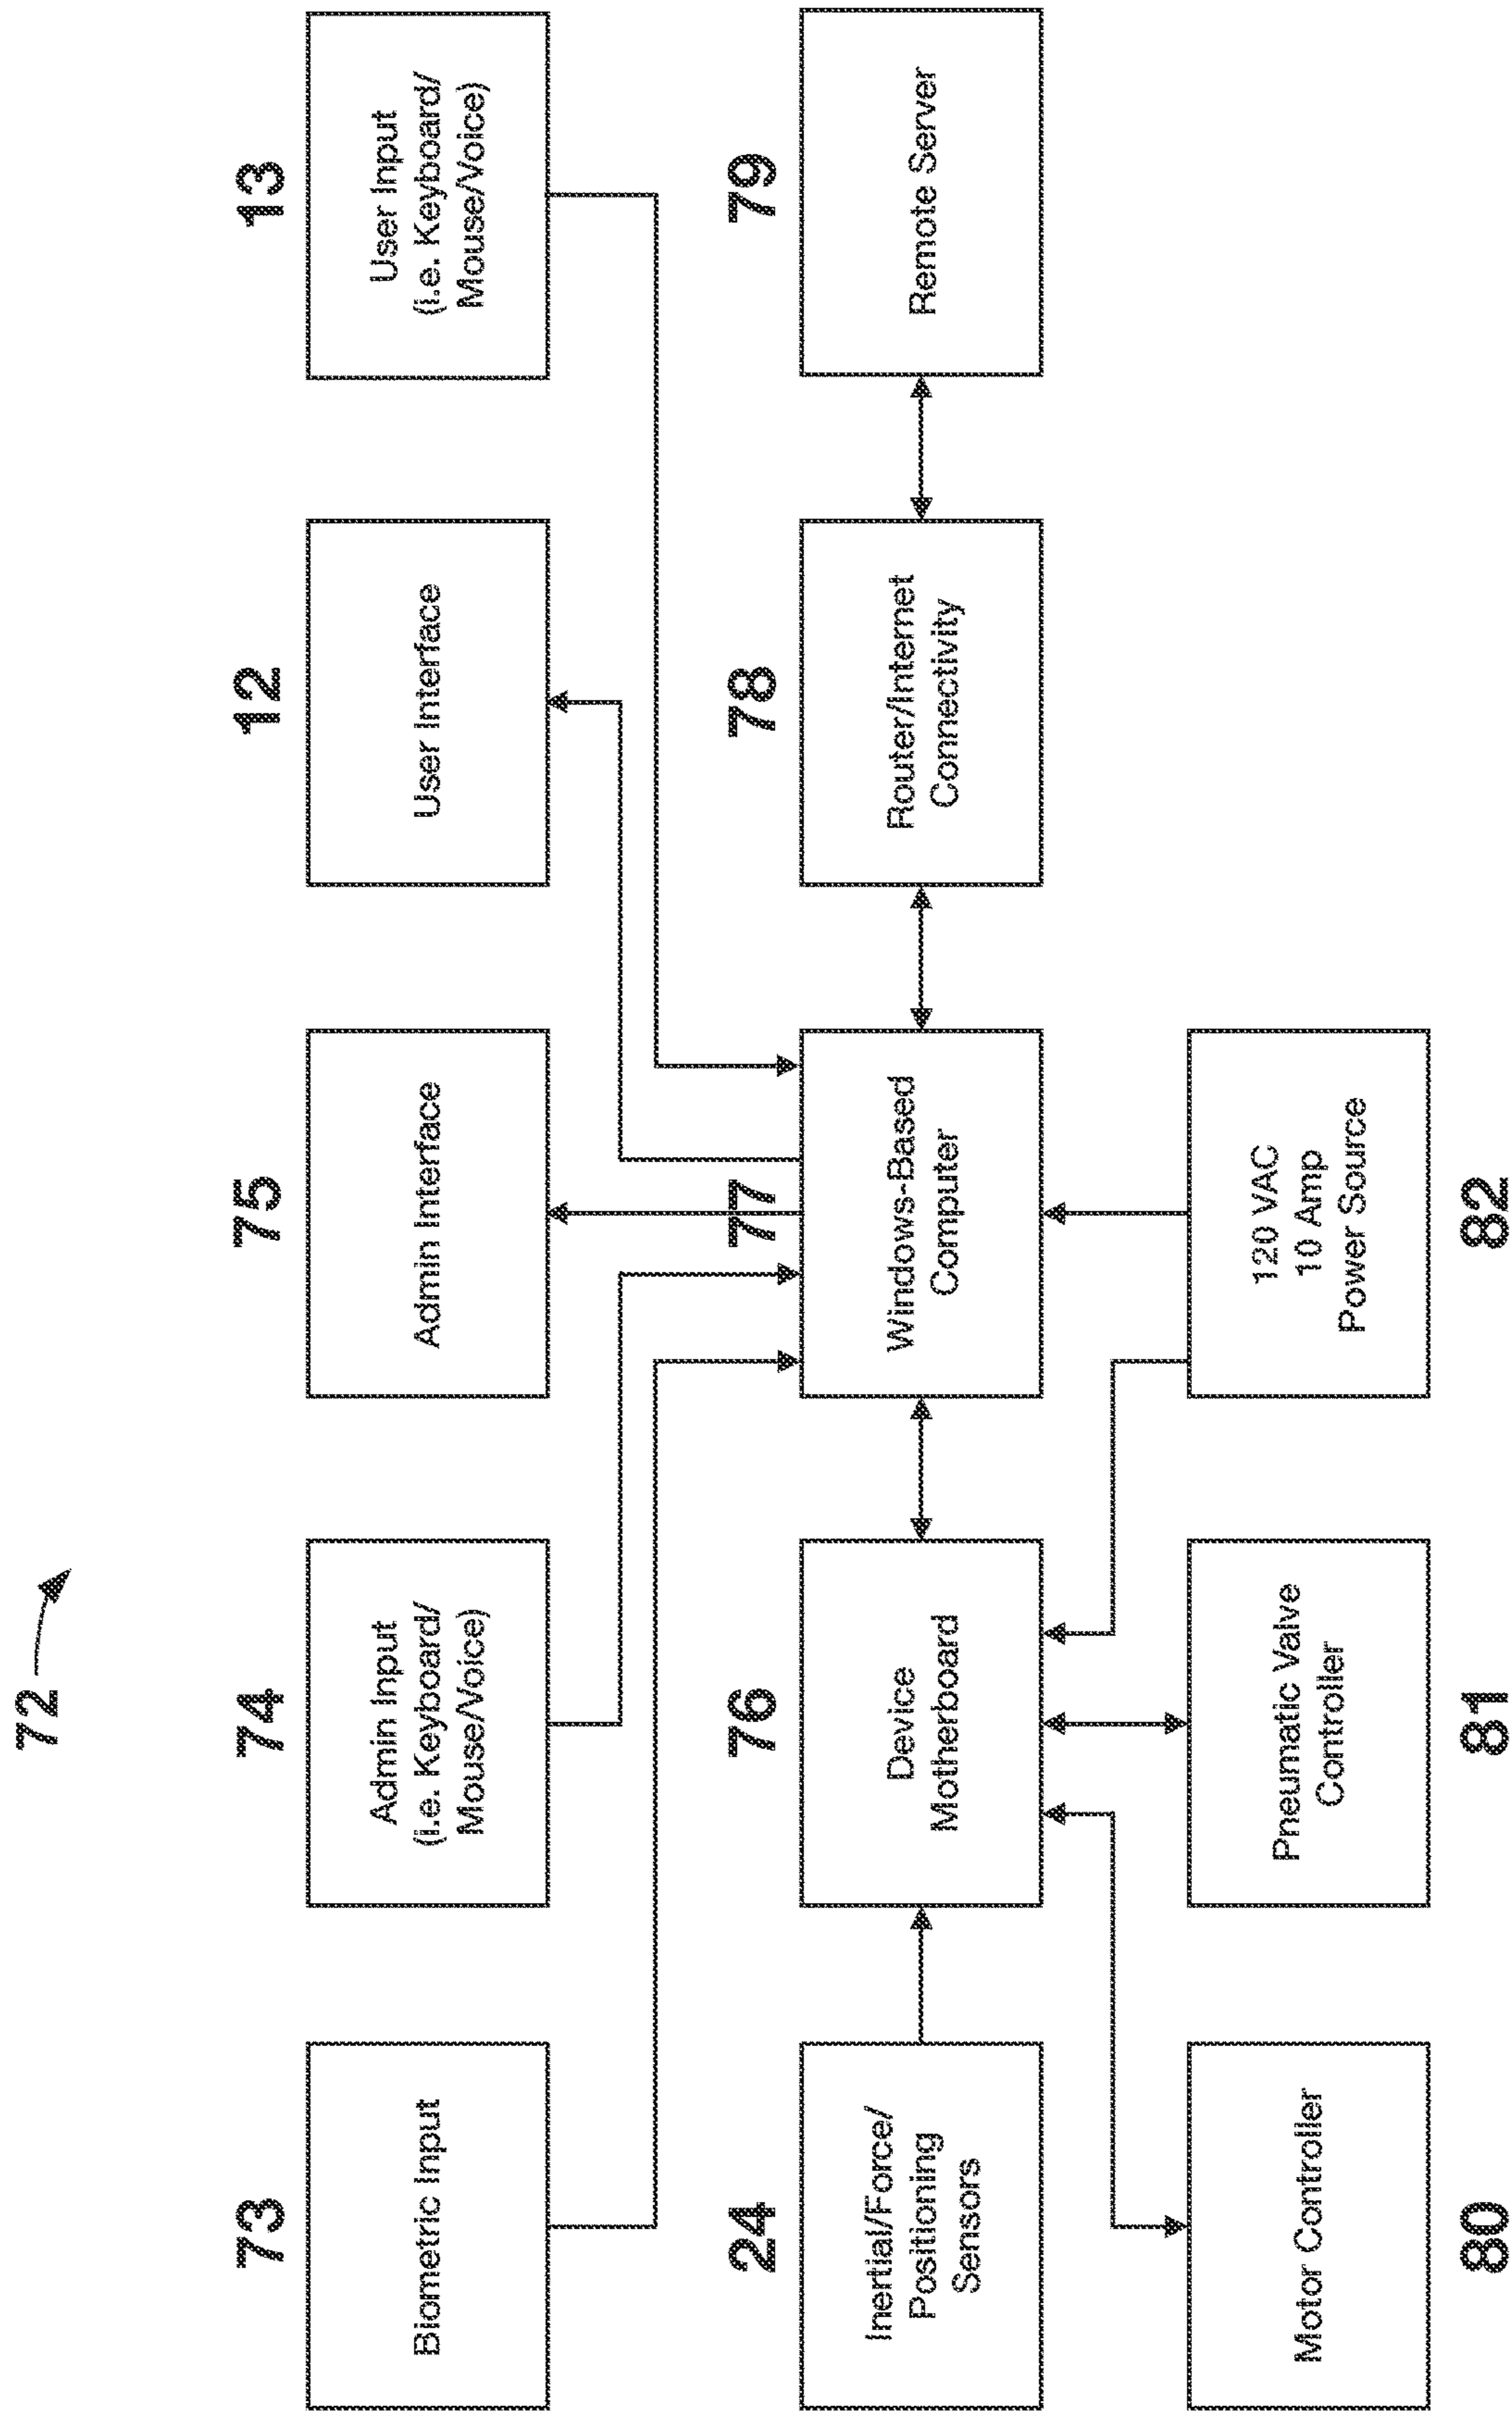 72
73
Biometric Input
74
Admin Input
(i.e. Keyboard/
Mouse/Voice)
75
Admin Interface
12
User Interface
13
User Input
(i.e. Keyboard/
Mouse/Voice)
24
Inertial/Force/
Positioning
Sensors
76
Device
Motherboard
77
Windows-Based
Computer
78
Router/Internet
Connectivity
79
Remote Server
Motor Controller
80
Pneumatic Valve
Controller
81
120 VAC
10 Amp
Power Source
82